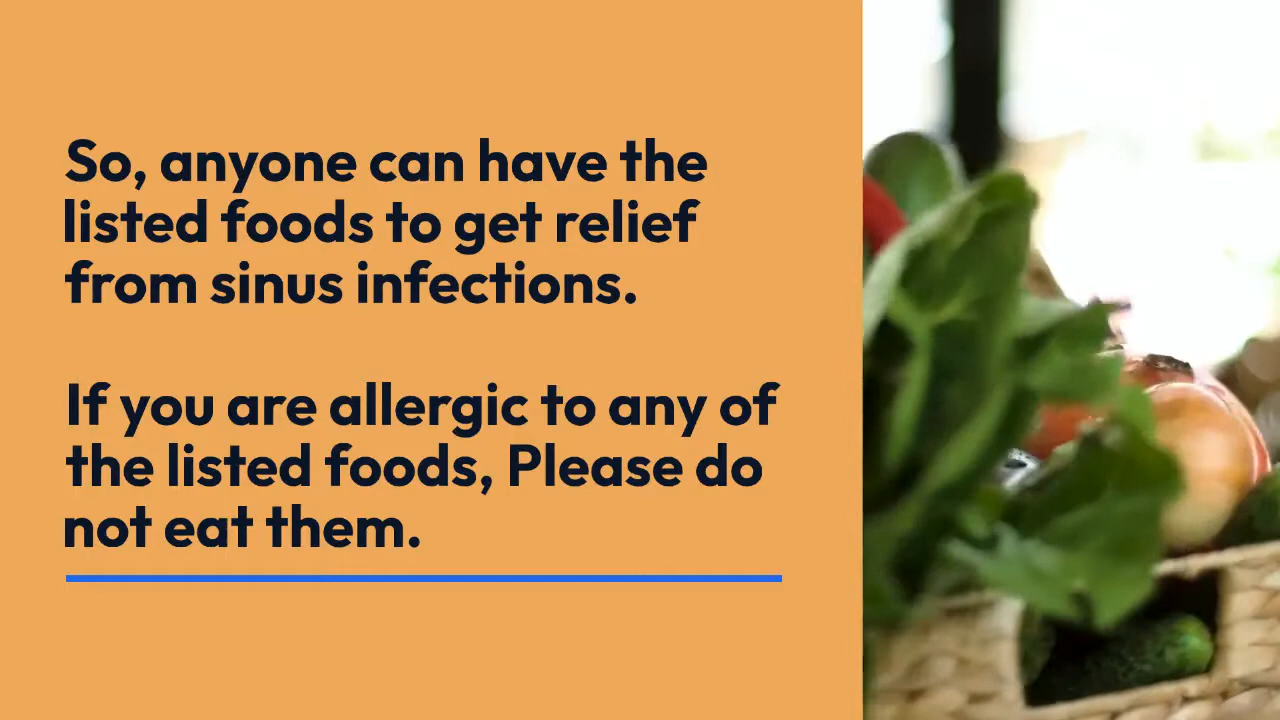 So, anyone can have the
listed foods to get relief
from sinus infections.
If you are allergic to any of
the listed foods, Please do
not eat them.